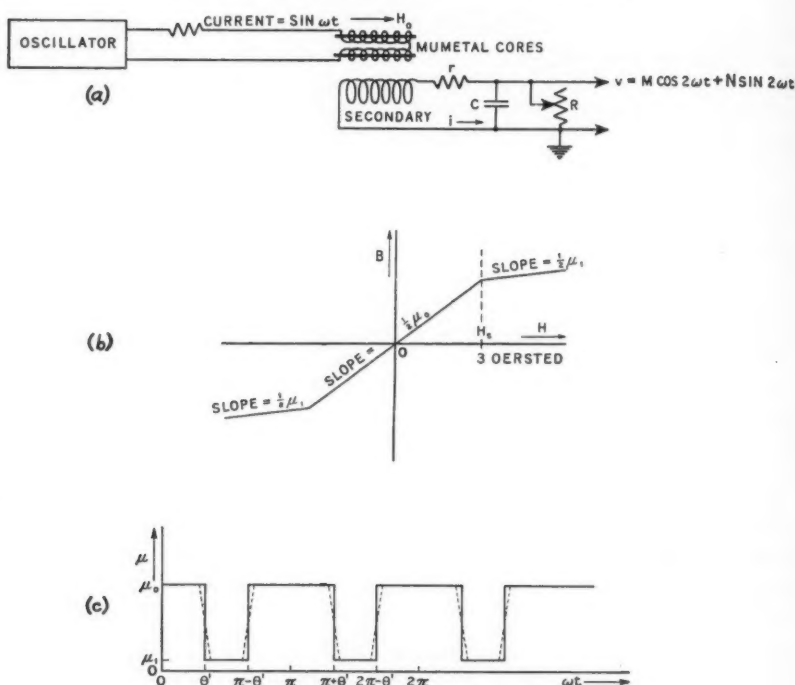 OSCILLATOR
CURRENT = SIN ωt
H₀
MUMETAL CORES
(a)
r
v = M COS 2ωt + N SIN 2ωt
C
R
SECONDARY
i
B
SLOPE = ½μ₁
(b)
SLOPE = ½μ₀
Hₛ
H
O
3 OERSTED
SLOPE = ½μ₁
μ
μ₀
(c)
μ₁
O
O θ' π-θ' π π+θ' 2π-θ' 2π ωt